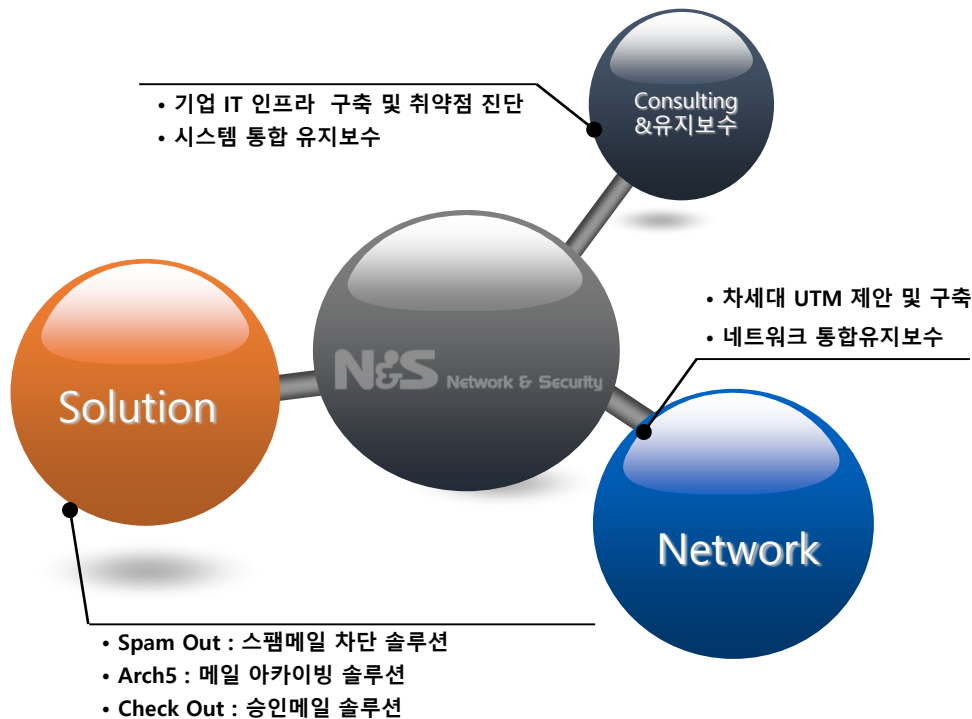 Consulting
&유지보수
• 기업 IT 인프라 구축 및 취약점 진단
• 시스템 통합 유지보수
• 차세대 UTM 제안 및 구축
• 네트워크 통합유지보수
N&S Network & Security
Solution
Network
• Spam Out : 스팸메일 차단 솔루션
• Arch5 : 메일 아카이빙 솔루션
• Check Out : 승인메일 솔루션